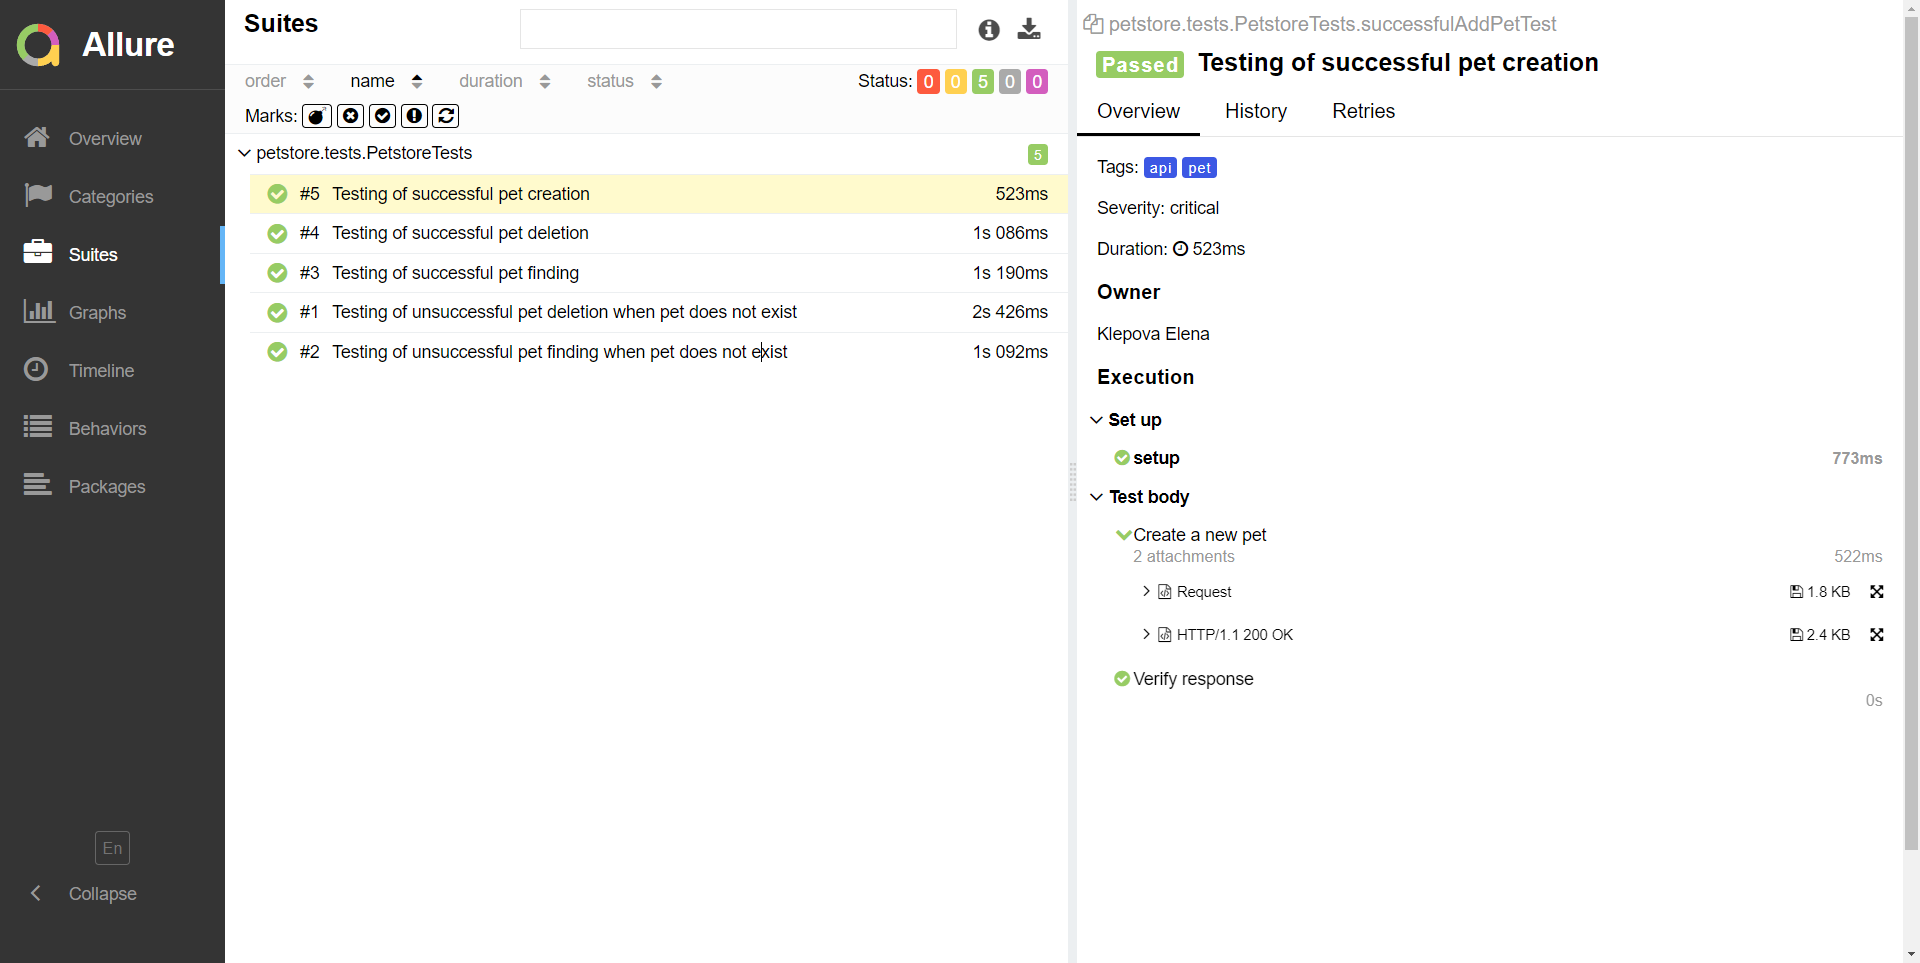 Allure
Overview
Categories
Suites
Graphs
Timeline
Behaviors
Packages
En
Collapse
Suites
order name duration status Status: 0 0 5 0 0
Marks:
petstore.tests.PetstoreTests 5
#5 Testing of successful pet creation 523ms
#4 Testing of successful pet deletion 1s 086ms
#3 Testing of successful pet finding 1s 190ms
#1 Testing of unsuccessful pet deletion when pet does not exist 2s 426ms
#2 Testing of unsuccessful pet finding when pet does not exist 1s 092ms
petstore.tests.PetstoreTests.successfulAddPetTest
Passed Testing of successful pet creation
Overview History Retries
Tags: api pet
Severity: critical
Duration: 523ms
Owner
Klepova Elena
Execution
Set up
setup 773ms
Test body
Create a new pet
2 attachments 522ms
Request 1.8 KB
HTTP/1.1 200 OK 2.4 KB
Verify response
0s